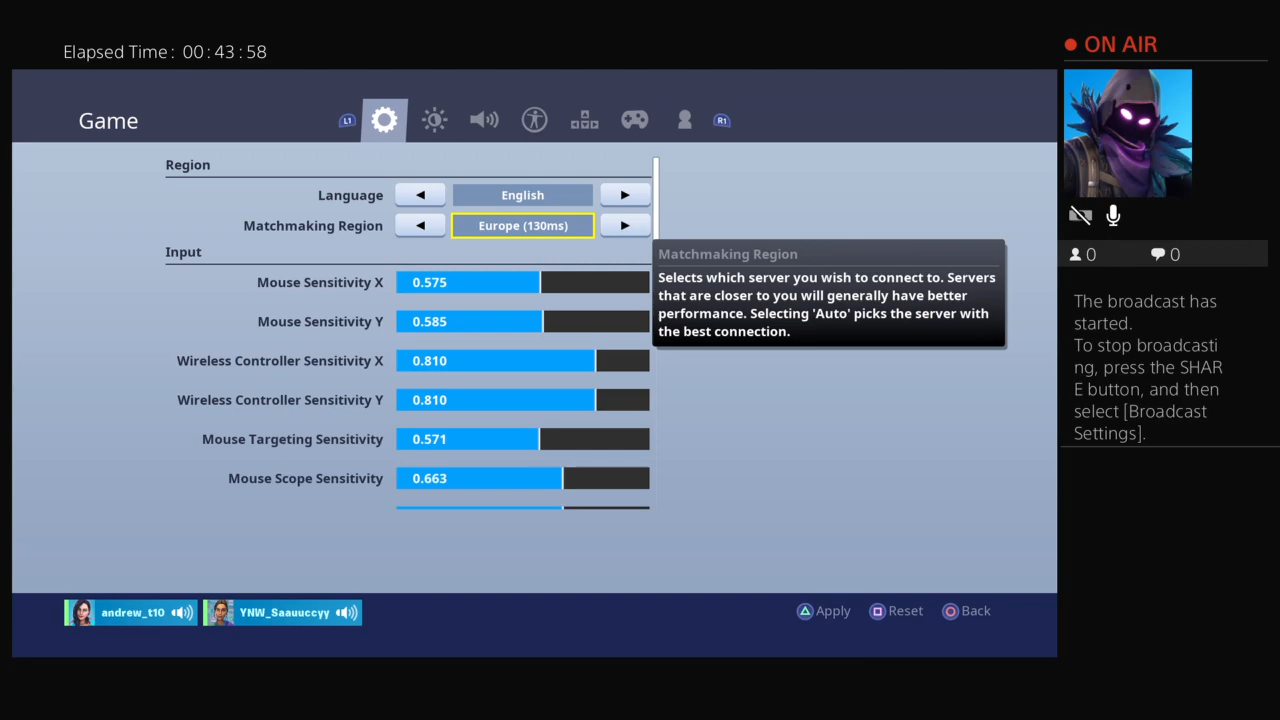 Elapsed Time: 00:43:58
ON AIR
Game
L1
R1
Region
Language
English
Matchmaking Region
Europe (130ms)
Input
Mouse Sensitivity X
0.575
Mouse Sensitivity Y
0.585
Wireless Controller Sensitivity X
0.810
Wireless Controller Sensitivity Y
0.810
Mouse Targeting Sensitivity
0.571
Mouse Scope Sensitivity
0.663
Matchmaking Region
Selects which server you wish to connect to. Servers
that are closer to you will generally have better
performance. Selecting 'Auto' picks the server with
the best connection.
0
0
The broadcast has
started.
To stop broadcasti
ng, press the SHAR
E button, and then
select [Broadcast
Settings].
andrew_t10
YNW_Saauuccyy
Apply
Reset
Back